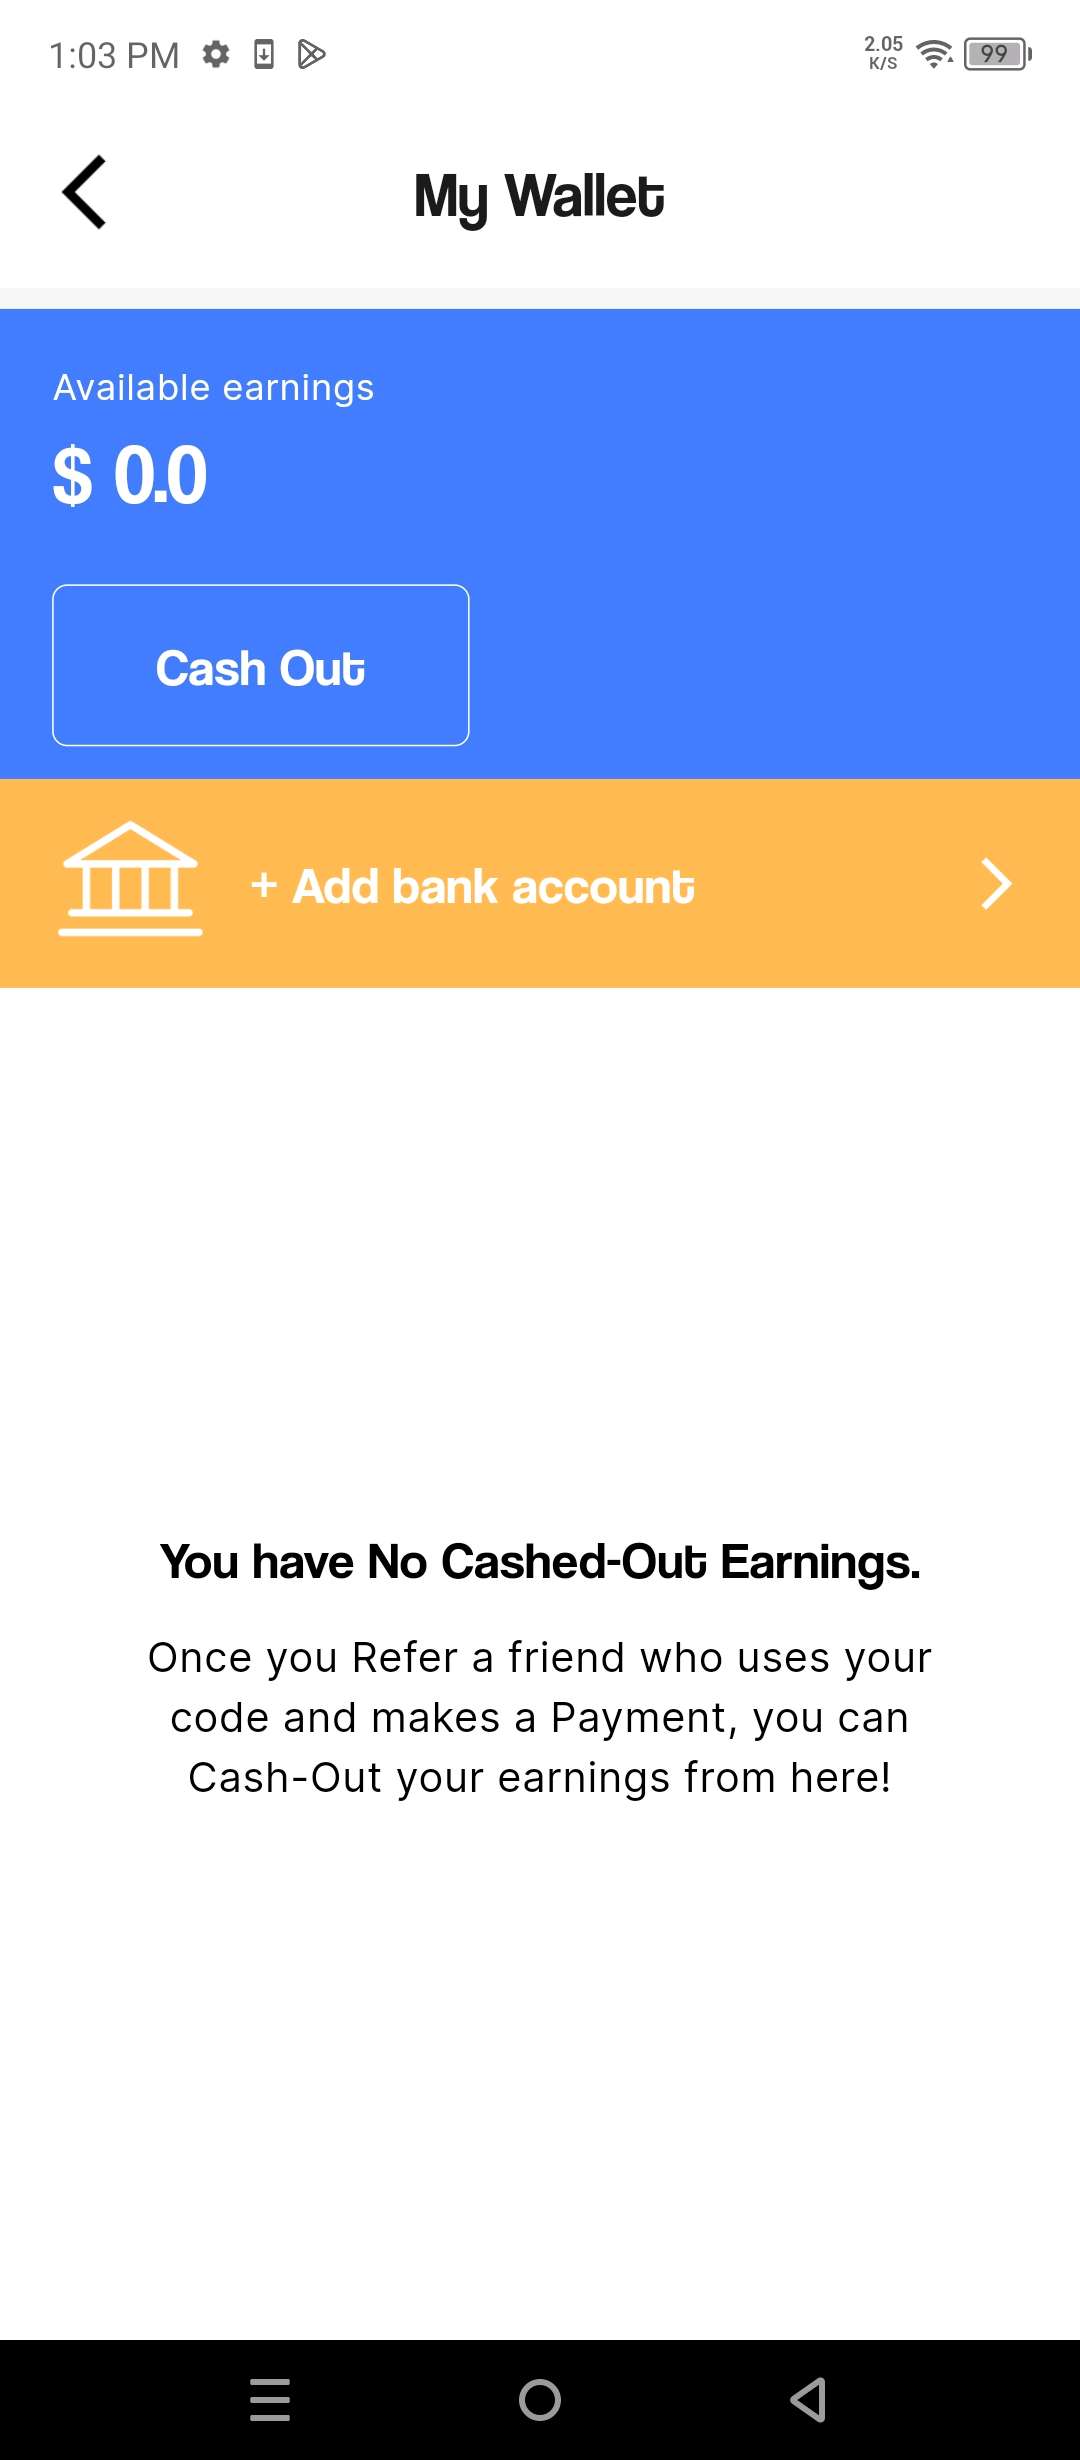 1:03 PM
2.05
K/S
99
My Wallet
Available earnings
$ 0.0
Cash Out
+ Add bank account
You have No Cashed-Out Earnings.
Once you Refer a friend who uses your
code and makes a Payment, you can
Cash-Out your earnings from here!